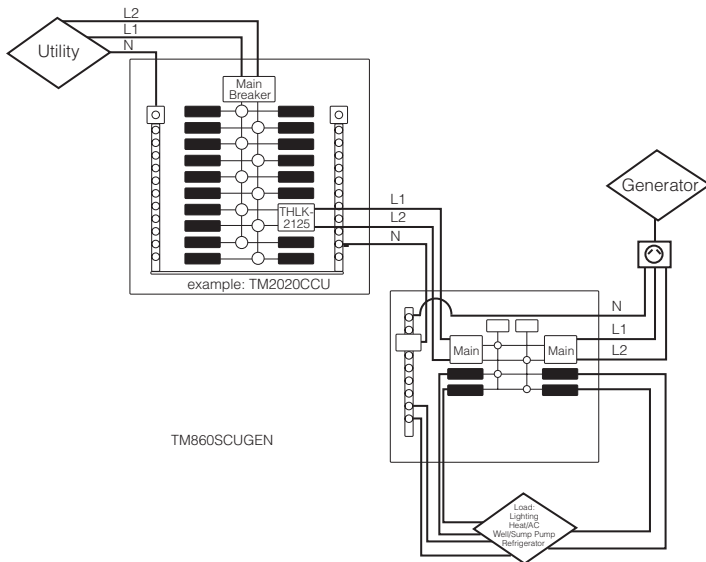 L2
L1
N
Utility
Main
Breaker
THLK-
2125
L1
L2
N
example: TM2020CCU
Generator
N
L1
L2
Main
Main
TM860SCUGEN
Load:
Lighting
Heat/AC
Well/Sump Pump
Refrigerator